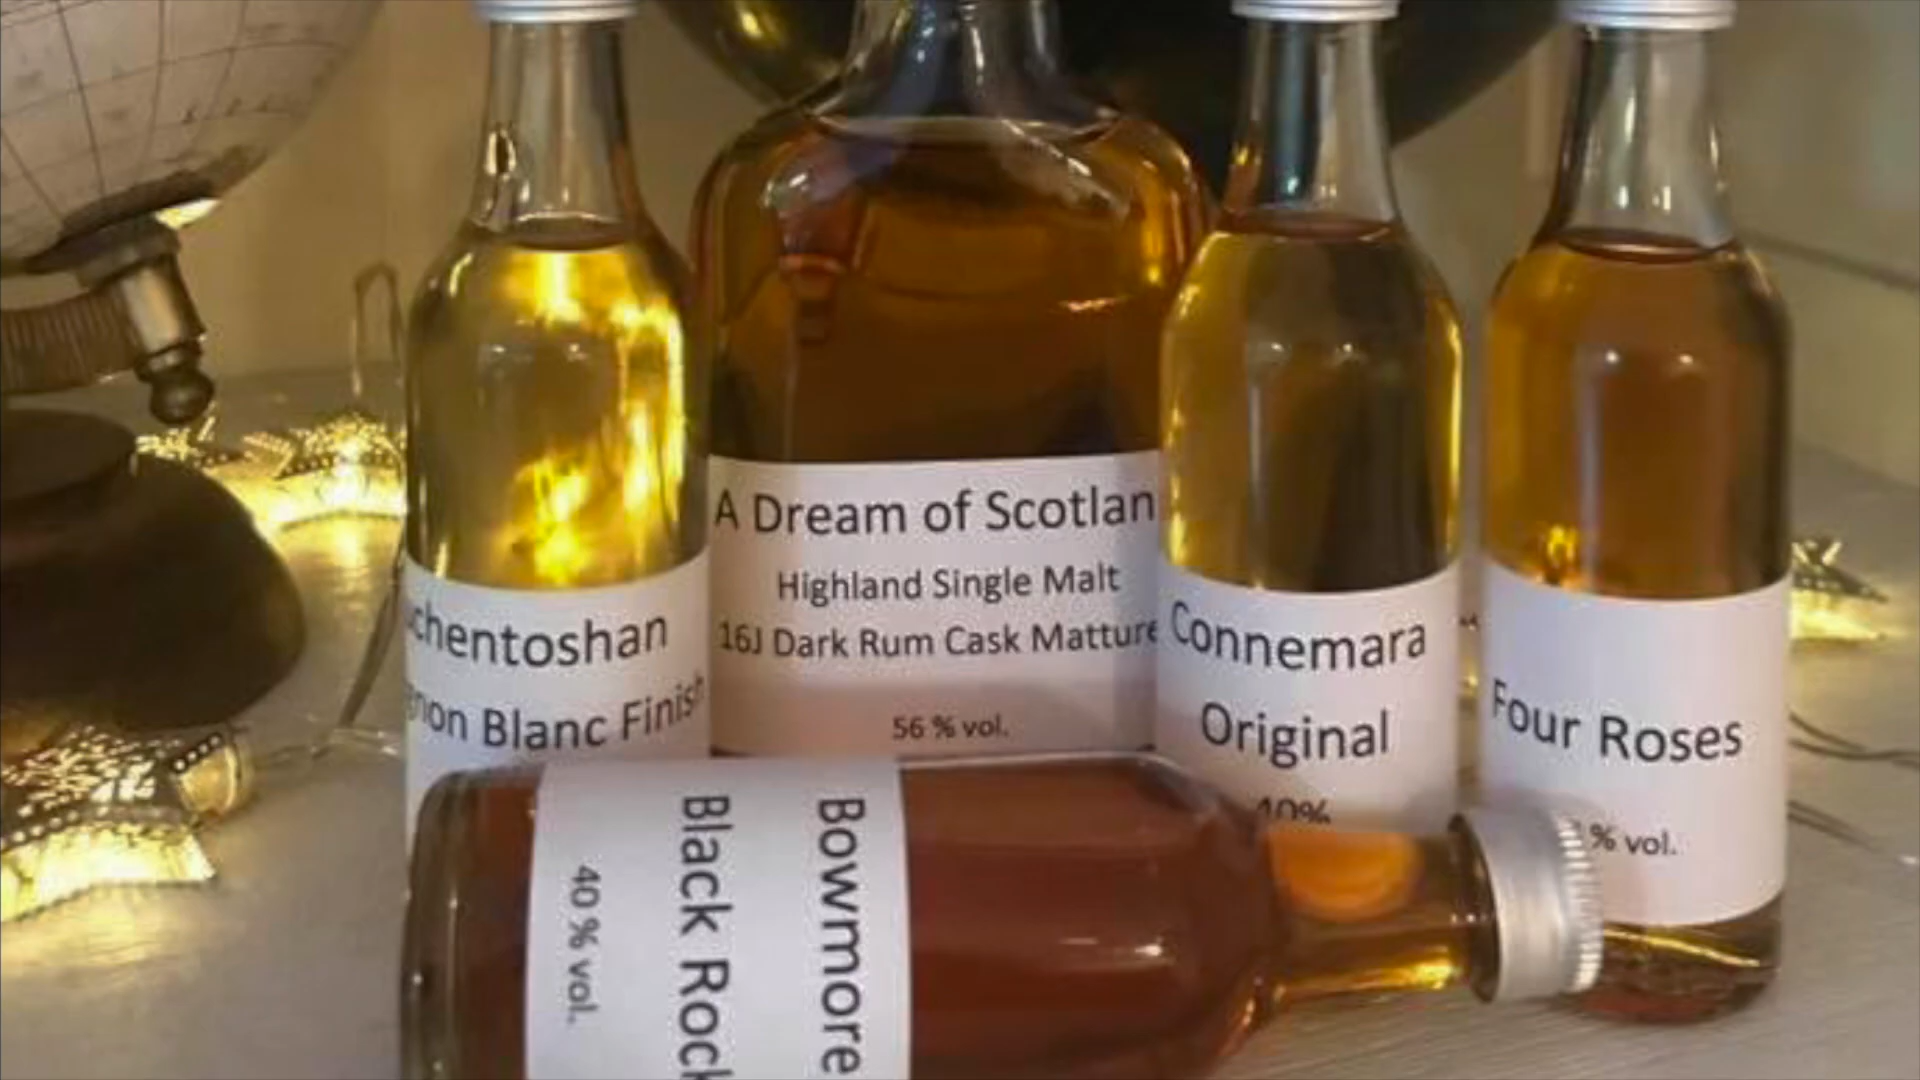 chentoshan
non Blanc Finish
A Dream of Scotlan
Highland Single Malt
16J Dark Rum Cask Matture
56 % vol.
Connemara
Original
40%
Four Roses
% vol.
Bowmore
Black Rock
40 % vol.